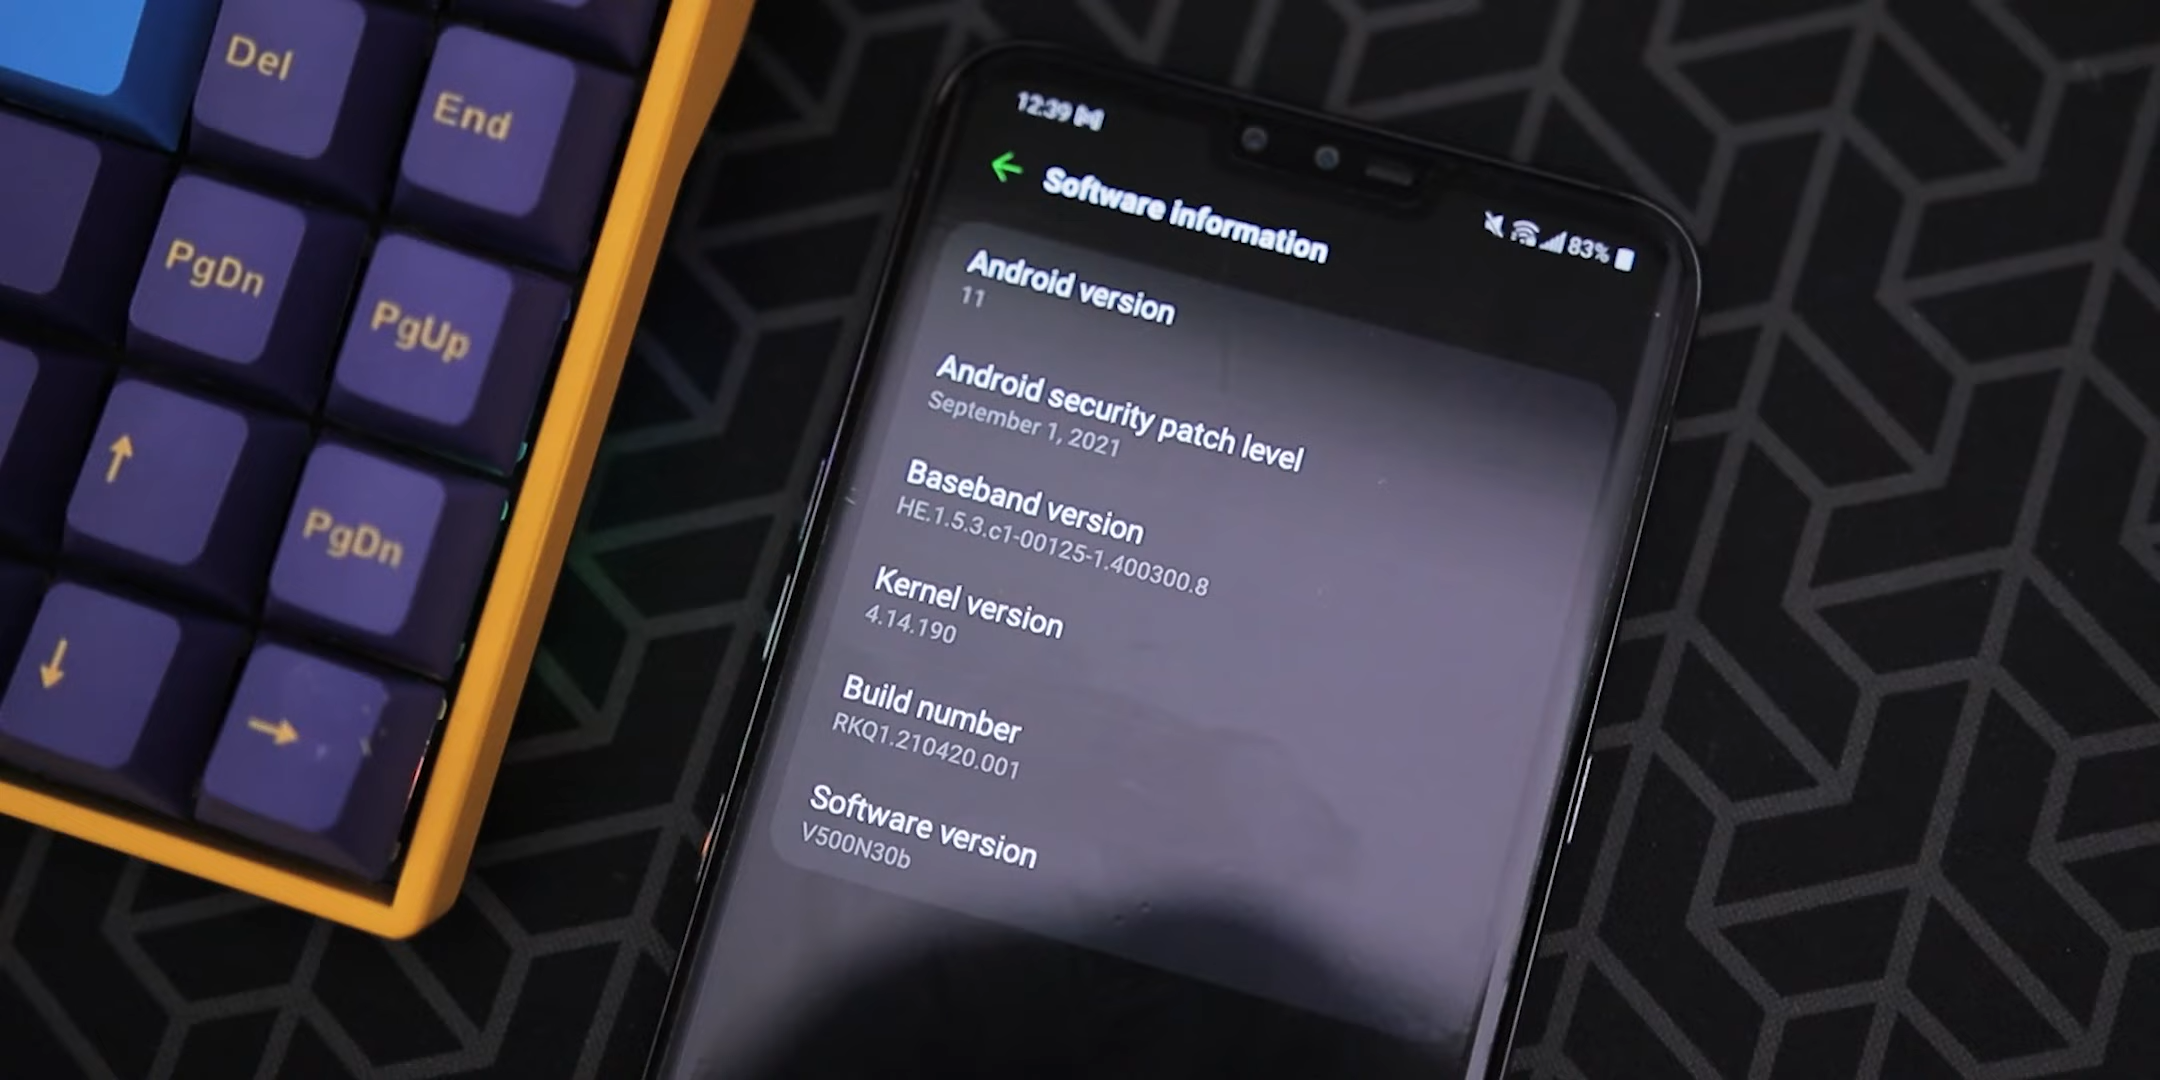 Del
End
PgDn
PgUp
↑
PgDn
↓
→
12:39
83%
← Software information
Android version
11
Android security patch level
September 1, 2021
Baseband version
HE.1.5.3.c1-00125-1.400300.8
Kernel version
4.14.190
Build number
RKQ1.210420.001
Software version
V500N30b